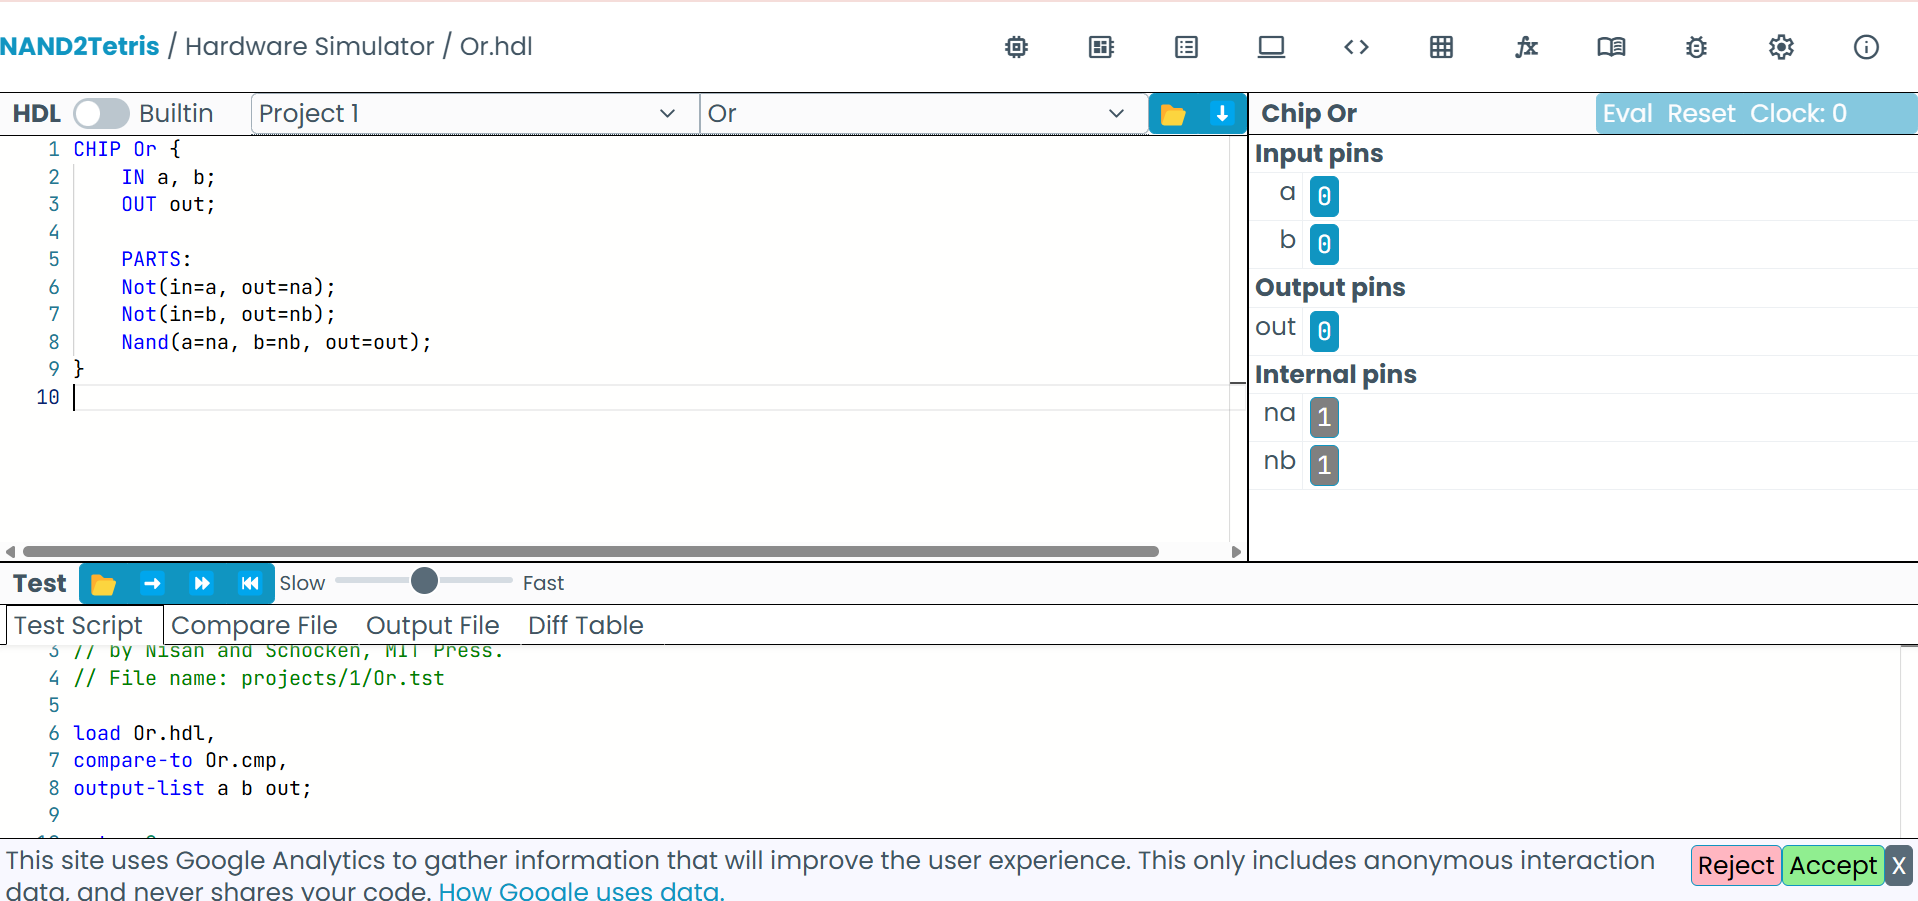 NAND2Tetris / Hardware Simulator / Or.hdl
HDL Builtin Project 1 Or
1 CHIP Or {
2 IN a, b;
3 OUT out;
4
5 PARTS:
6 Not(in=a, out=na);
7 Not(in=b, out=nb);
8 Nand(a=na, b=nb, out=out);
9 }
10
Chip Or Eval Reset Clock: 0
Input pins
a 0
b 0
Output pins
out 0
Internal pins
na 1
nb 1
Test Slow Fast
Test Script Compare File Output File Diff Table
3 // by Nisan and Schocken, MIT Press.
4 // File name: projects/1/Or.tst
5
6 load Or.hdl,
7 compare-to Or.cmp,
8 output-list a b out;
9
This site uses Google Analytics to gather information that will improve the user experience. This only includes anonymous interaction
data, and never shares your code. How Google uses data.
Reject Accept X